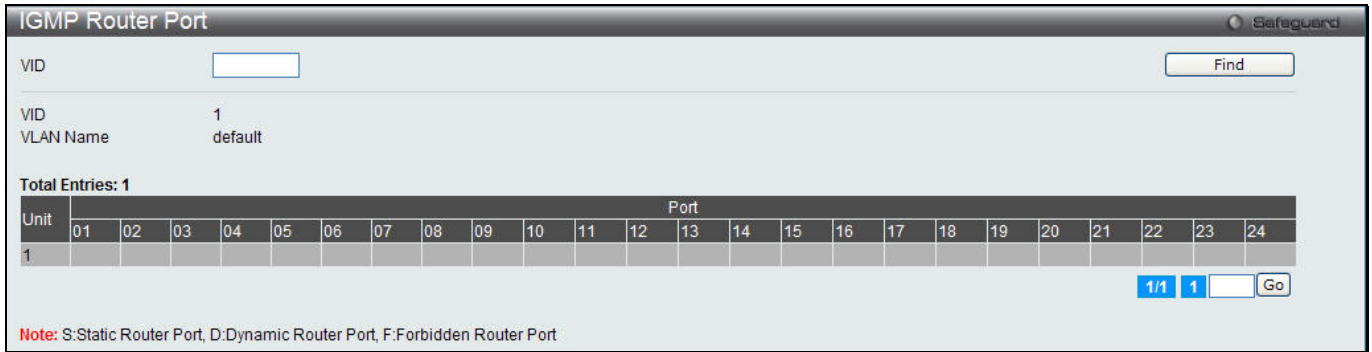 IGMP Router Port Safeguard
VID Find
VID 1
VLAN Name default
Total Entries: 1
Unit Port
01 02 03 04 05 06 07 08 09 10 11 12 13 14 15 16 17 18 19 20 21 22 23 24
1
1/1 1 Go
Note: S:Static Router Port, D:Dynamic Router Port, F:Forbidden Router Port